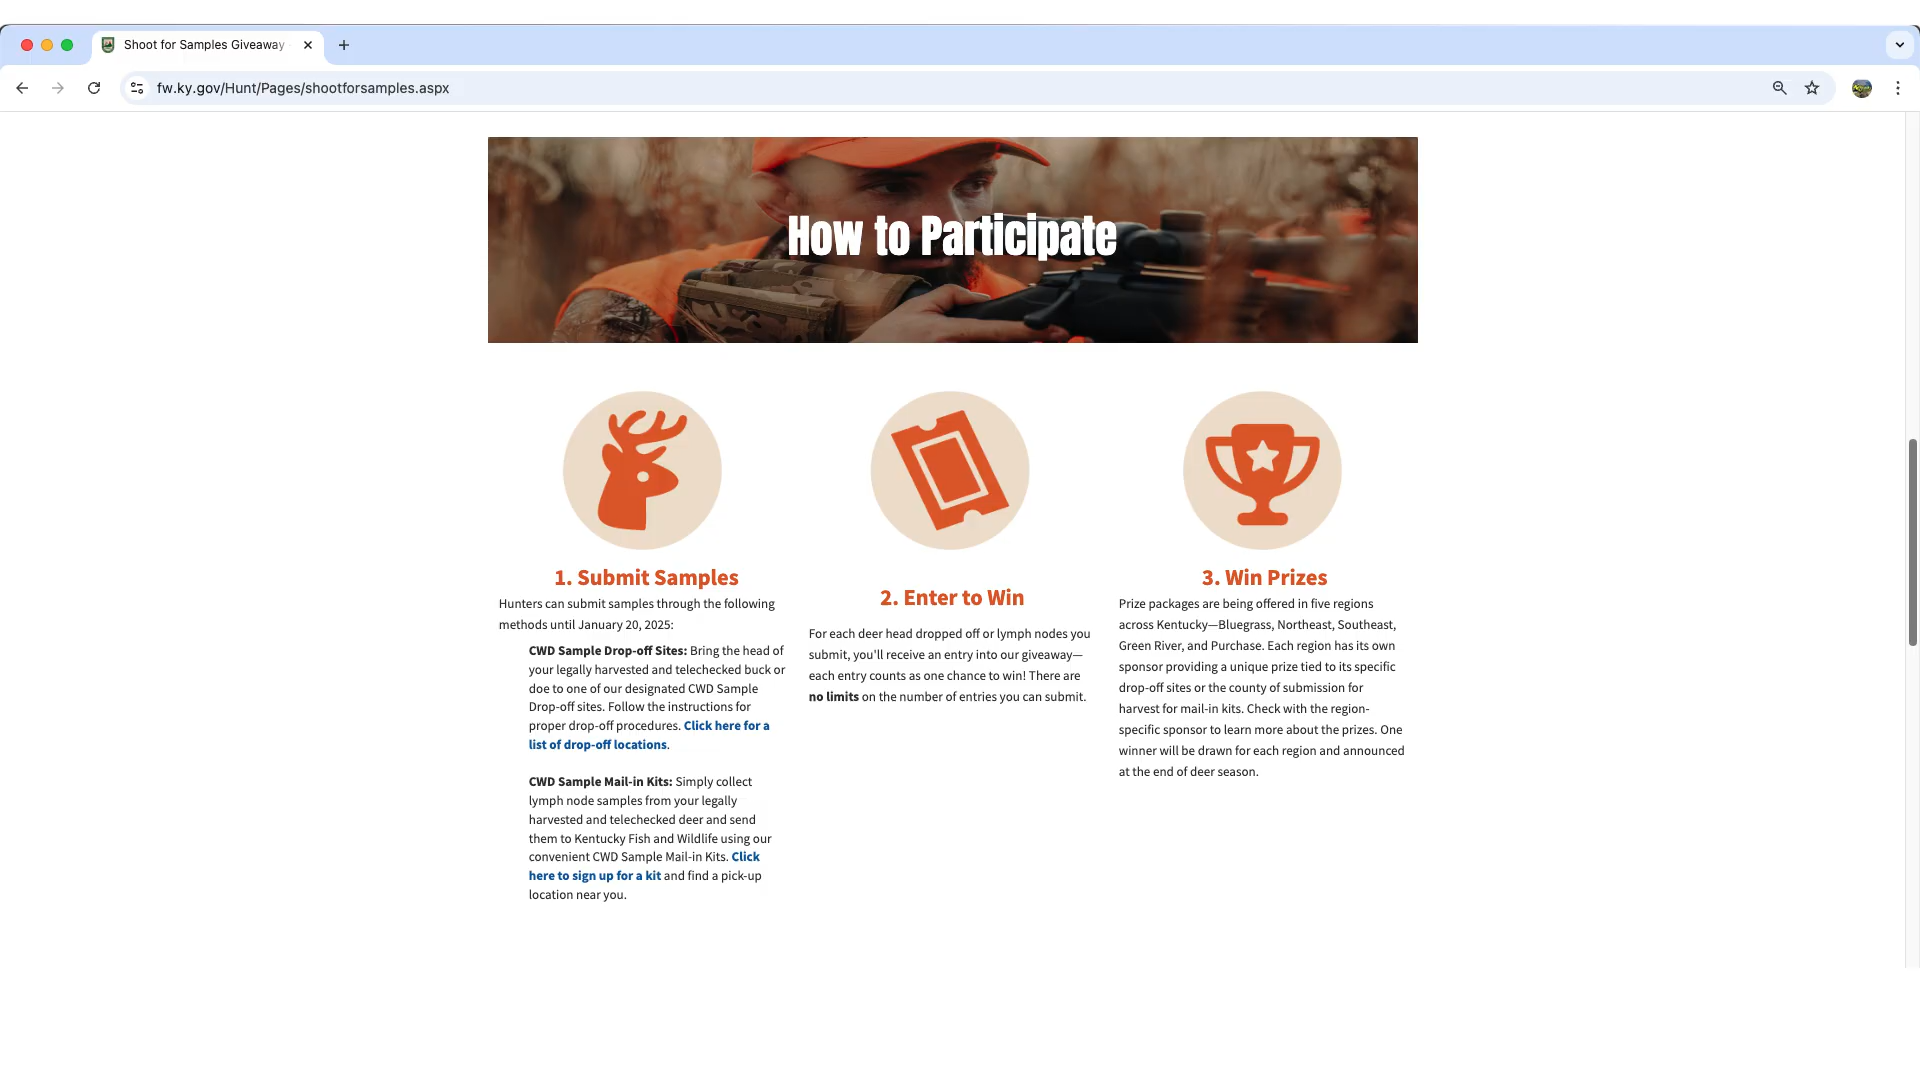 Shoot for Samples Giveaway
fw.ky.gov/Hunt/Pages/shootforsamples.aspx
How to Participate
1. Submit Samples
Hunters can submit samples through the following
methods until January 20, 2025:
CWD Sample Drop-off Sites: Bring the head of
your legally harvested and telechecked buck or
doe to one of our designated CWD Sample
Drop-off sites. Follow the instructions for
proper drop-off procedures. Click here for a
list of drop-off locations.
CWD Sample Mail-in Kits: Simply collect
lymph node samples from your legally
harvested and telechecked deer and send
them to Kentucky Fish and Wildlife using our
convenient CWD Sample Mail-in Kits. Click
here to sign up for a kit and find a pick-up
location near you.
2. Enter to Win
For each deer head dropped off or lymph nodes you
submit, you'll receive an entry into our giveaway—
each entry counts as one chance to win! There are
no limits on the number of entries you can submit.
3. Win Prizes
Prize packages are being offered in five regions
across Kentucky—Bluegrass, Northeast, Southeast,
Green River, and Purchase. Each region has its own
sponsor providing a unique prize tied to its specific
drop-off sites or the county of submission for
harvest for mail-in kits. Check with the region-
specific sponsor to learn more about the prizes. One
winner will be drawn for each region and announced
at the end of deer season.